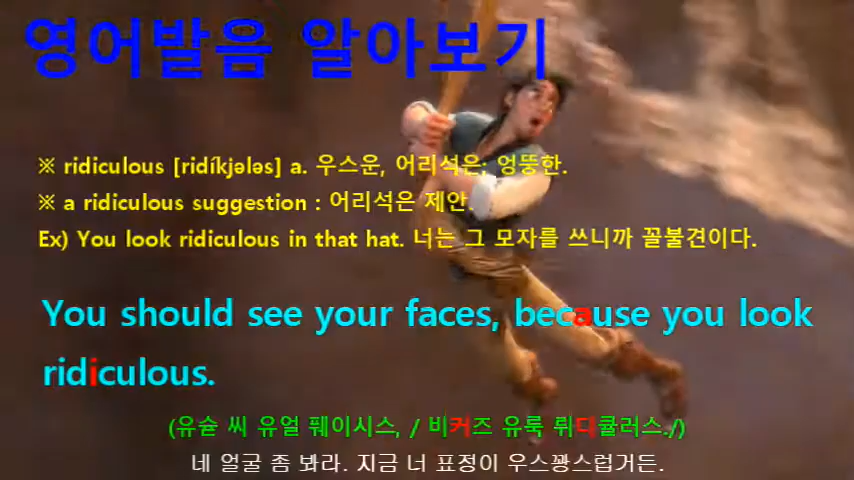 영어발음 알아보기
※ ridiculous [ridíkjələs] a. 우스운, 어리석은; 엉뚱한.
※ a ridiculous suggestion : 어리석은 제안.
Ex) You look ridiculous in that hat. 너는 그 모자를 쓰니까 꼴불견이다.
You should see your faces, because you look
ridiculous.
(유슏 씨 유얼 풰이시스, / 비커즈 유룩 뤼디큘러스./)
네 얼굴 좀 봐라. 지금 너 표정이 우스꽝스럽거든.